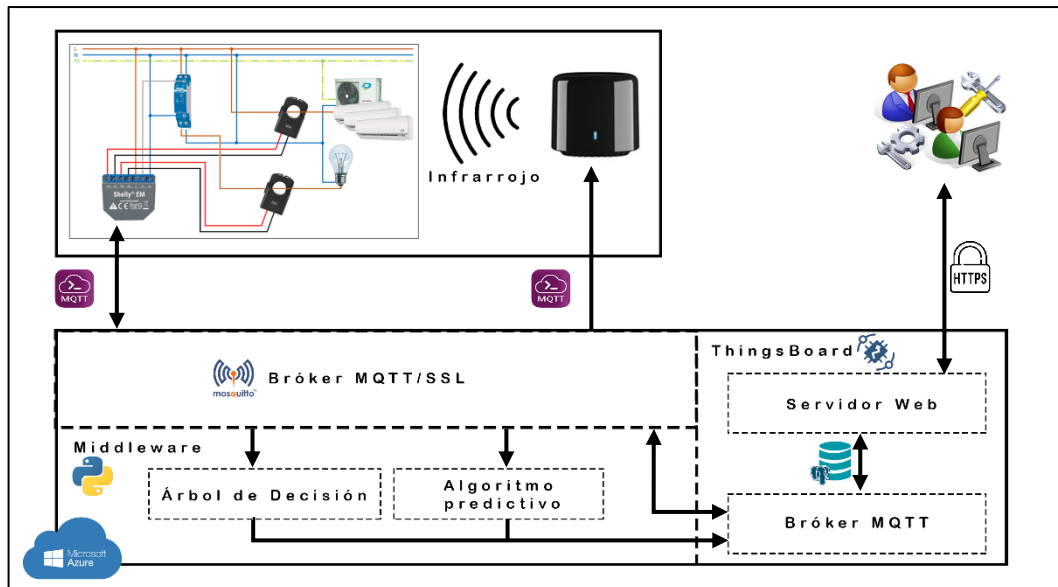 L
N
PE
Shelly® EM
Infrarrojo
MQTT
MQTT
HTTPS
ThingsBoard
mosquitto
Bróker MQTT/SSL
Servidor Web
Middleware
Árbol de Decisión
Algoritmo
predictivo
Bróker MQTT
Microsoft
Azure